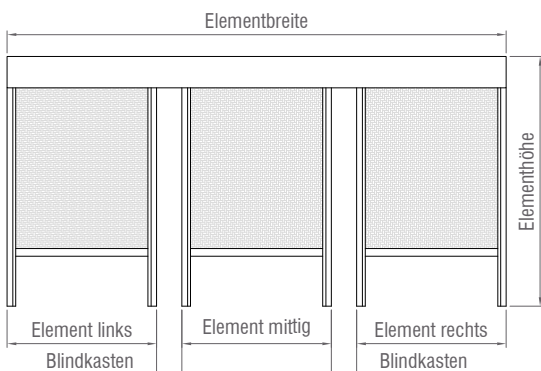 Elementbreite
Elementhöhe
Element links
Element mittig
Element rechts
Blindkasten
Blindkasten